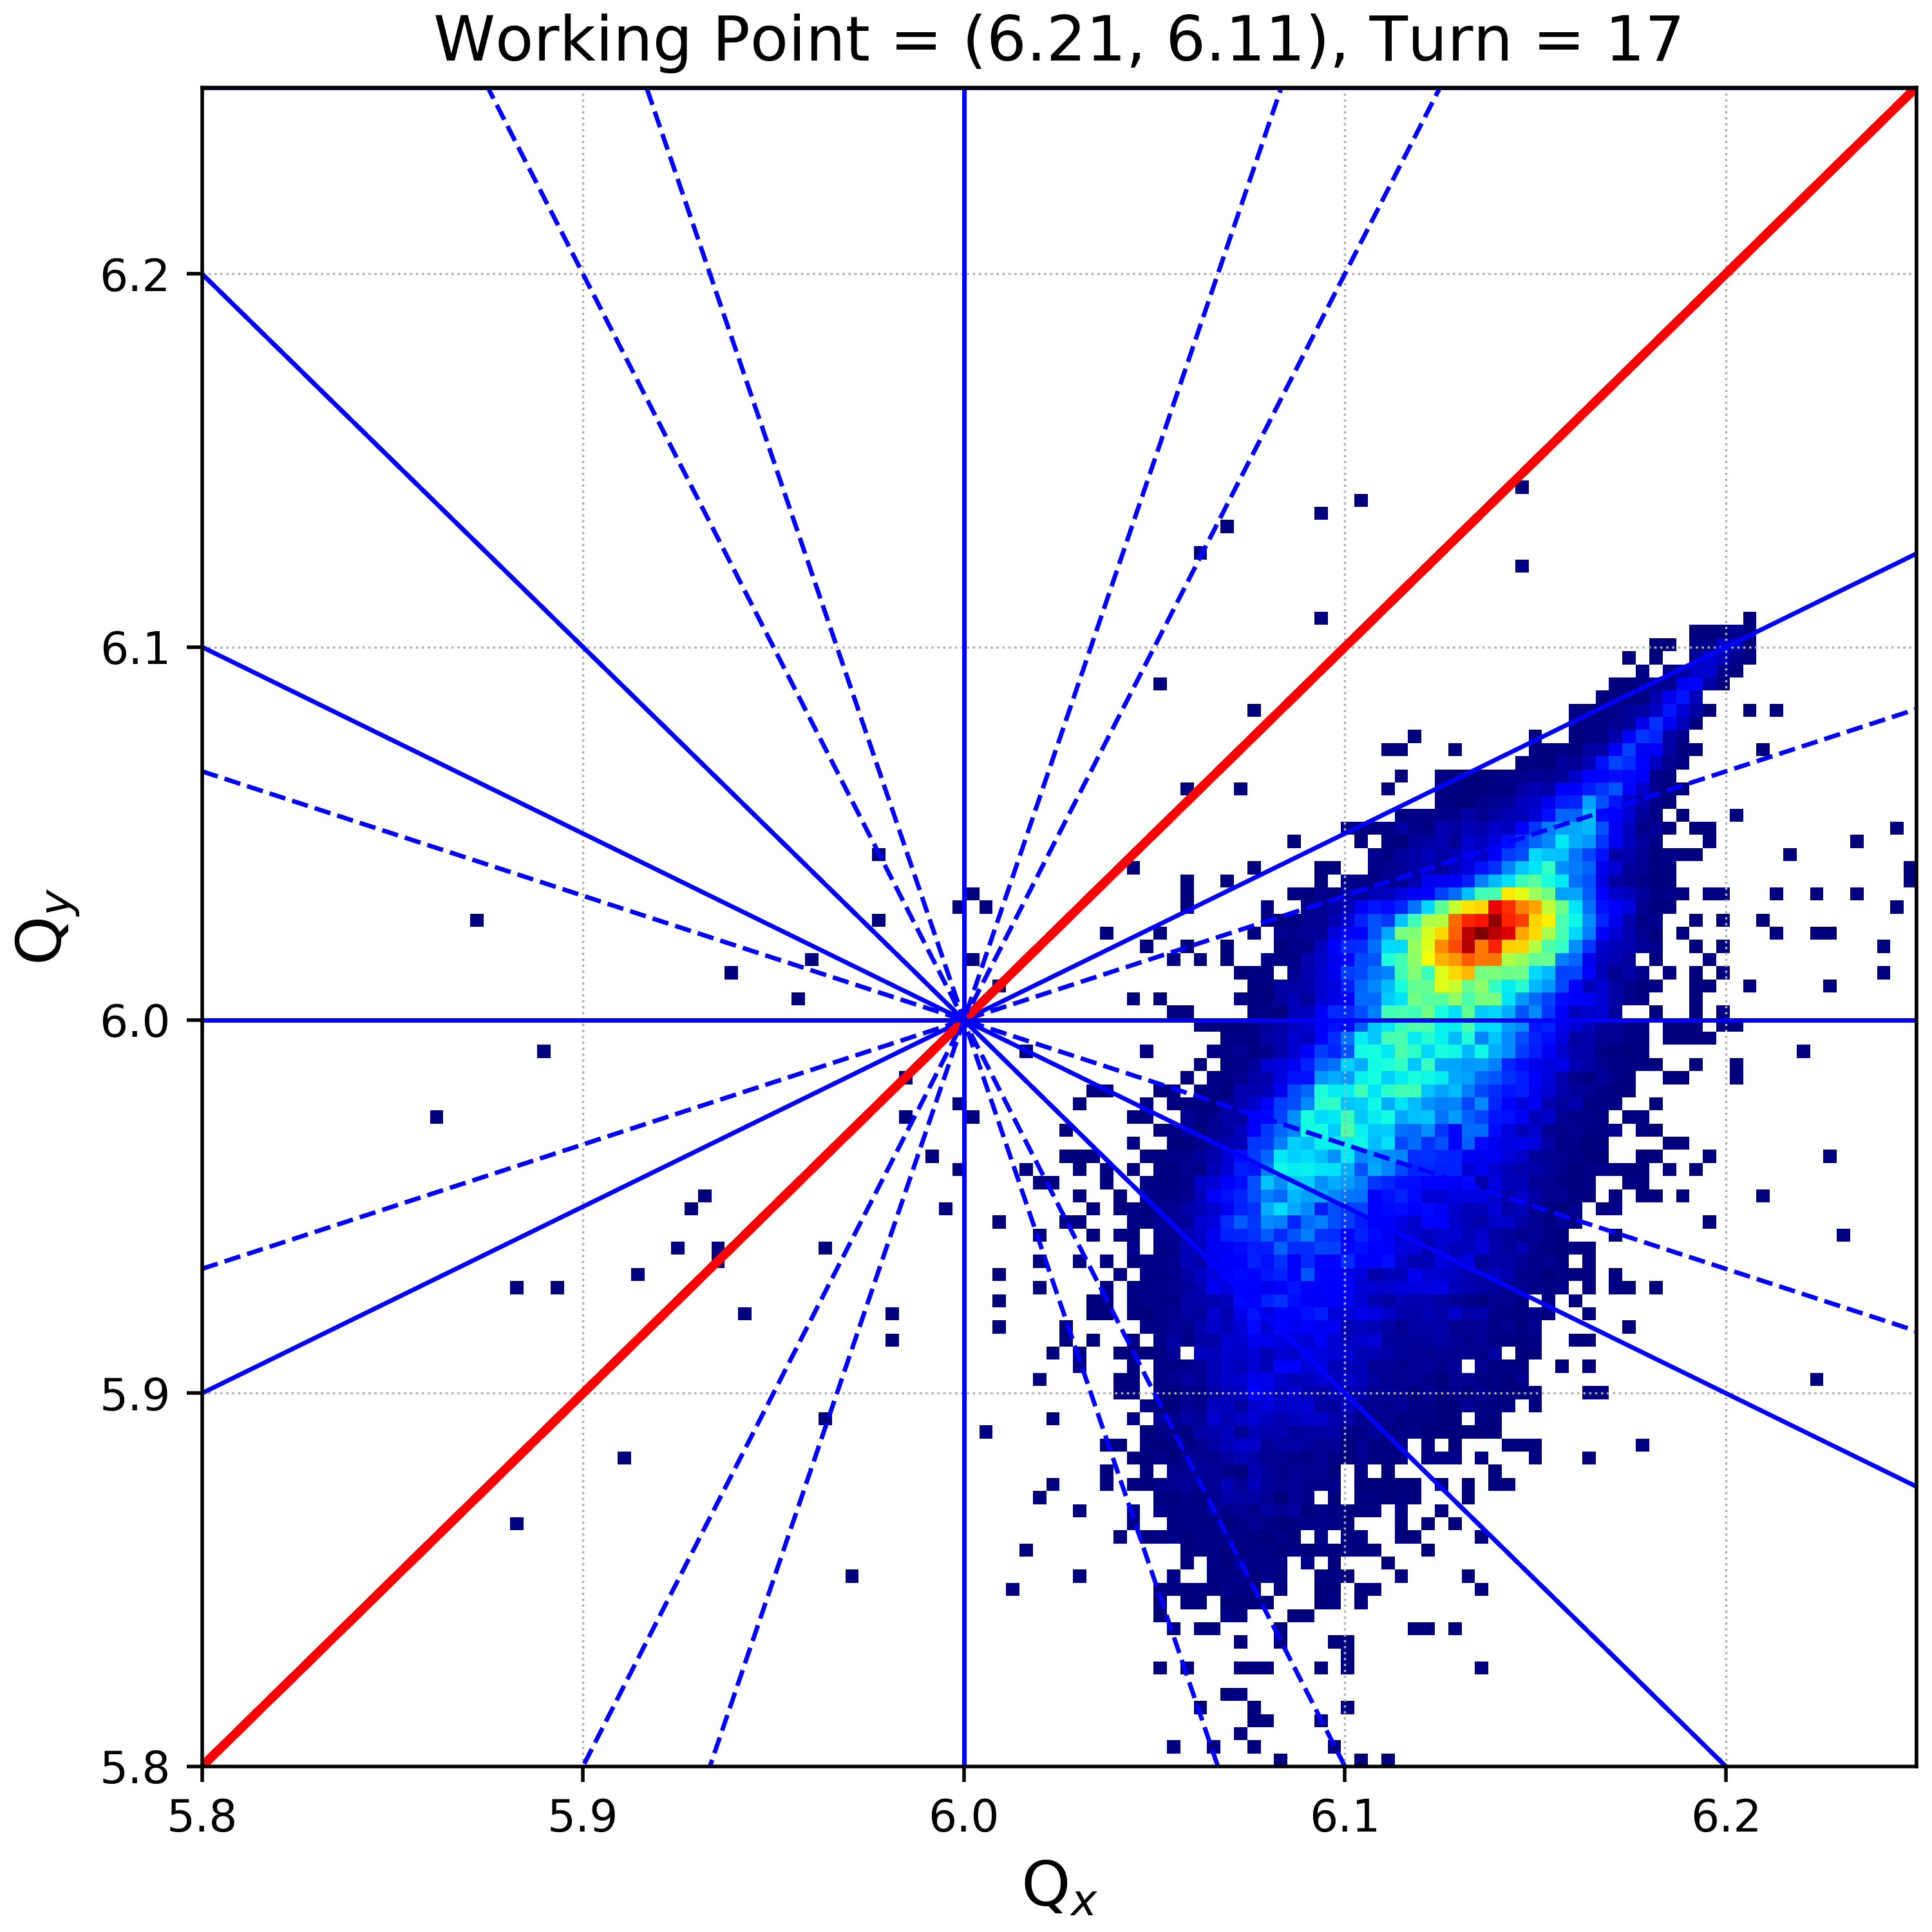 Working Point = (6.21, 6.11), Turn = 17
6.2
6.1
6.0
5.9
5.8
Qy
5.8 5.9 6.0 6.1 6.2
Qx